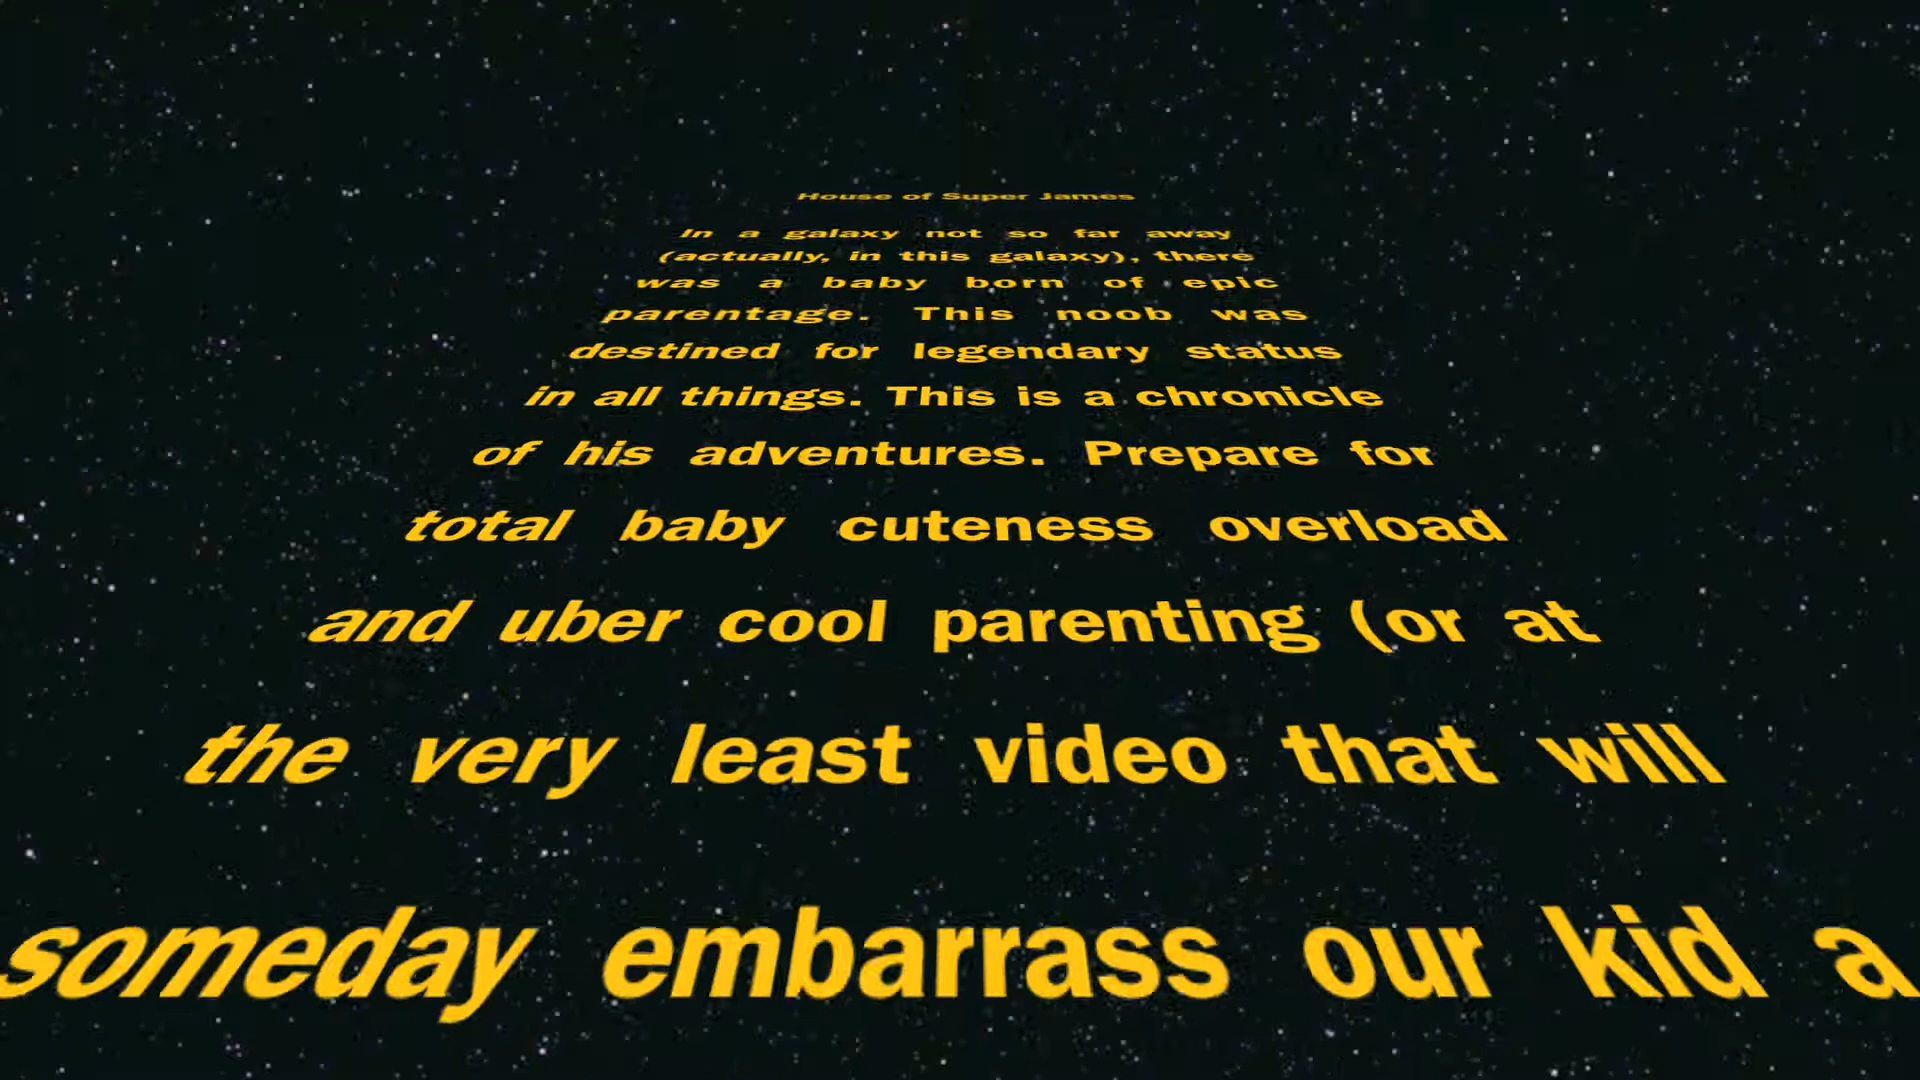 House of Super James
In a galaxy not so far away
(actually, in this galaxy), there
was a baby born of epic
parentage. This noob was
destined for legendary status
in all things. This is a chronicle
of his adventures. Prepare for
total baby cuteness overload
and uber cool parenting (or at
the very least video that will
someday embarrass our kid a